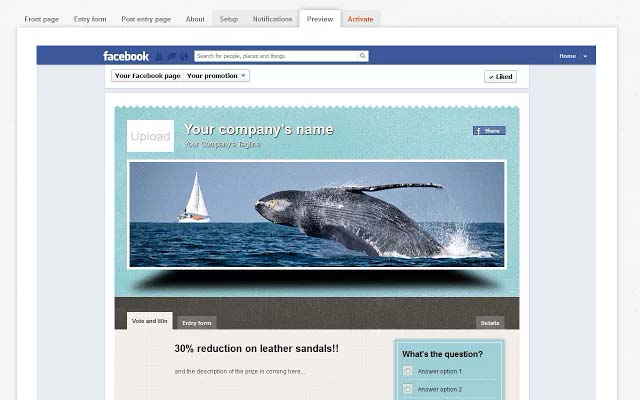 Front page Entry form Post entry page About Setup Notifications Preview Activate
facebook Search for people, places and things Home
Your Facebook page Your promotion Liked
Upload
Your company's name
Your Company's Tagline
f Share
Vote and Win Entry form Details
30% reduction on leather sandals!!
and the description of the prize is coming here...
What's the question?
Answer option 1
Answer option 2